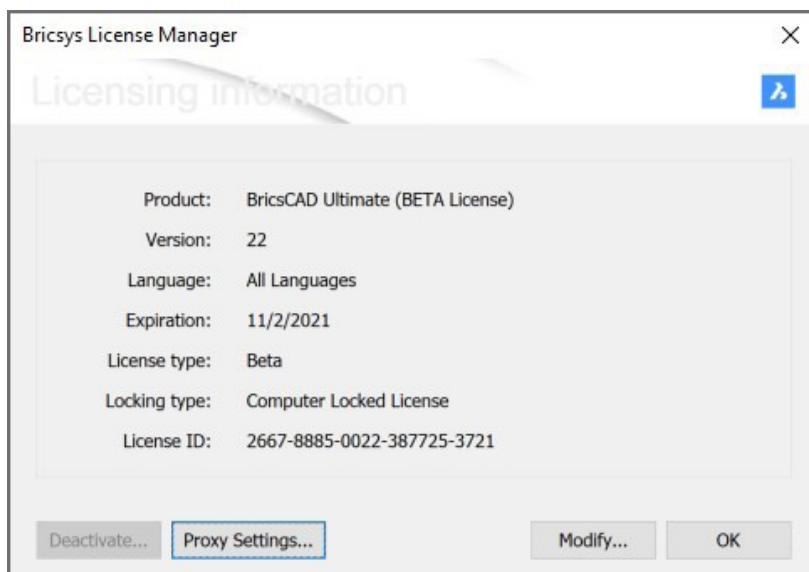 Bricsys License Manager
Licensing information
Product: BricsCAD Ultimate (BETA License)
Version: 22
Language: All Languages
Expiration: 11/2/2021
License type: Beta
Locking type: Computer Locked License
License ID: 2667-8885-0022-387725-3721
Deactivate... Proxy Settings... Modify... OK